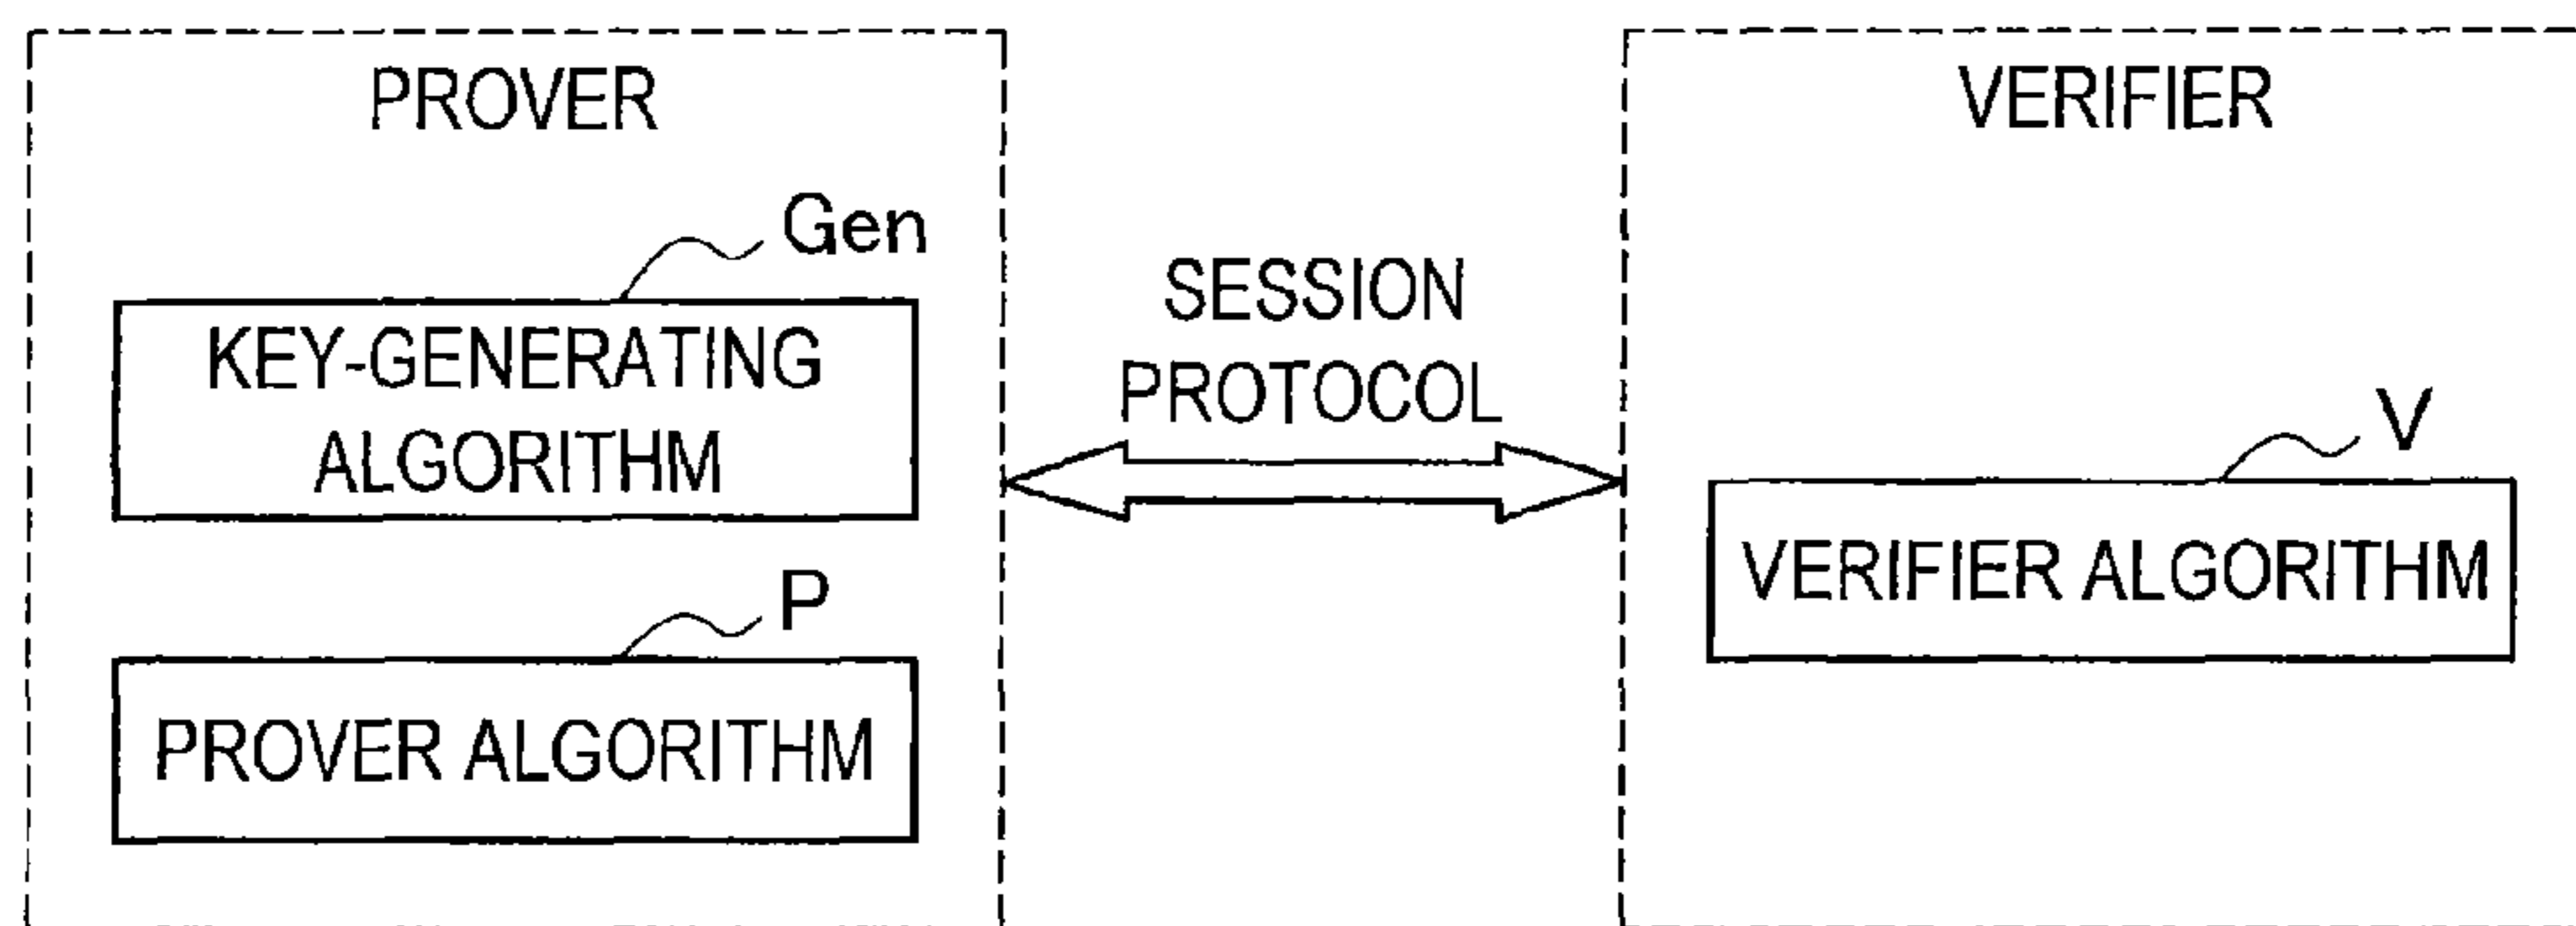 PROVER
Gen
KEY-GENERATING
ALGORITHM
P
PROVER ALGORITHM
SESSION
PROTOCOL
VERIFIER
V
VERIFIER ALGORITHM